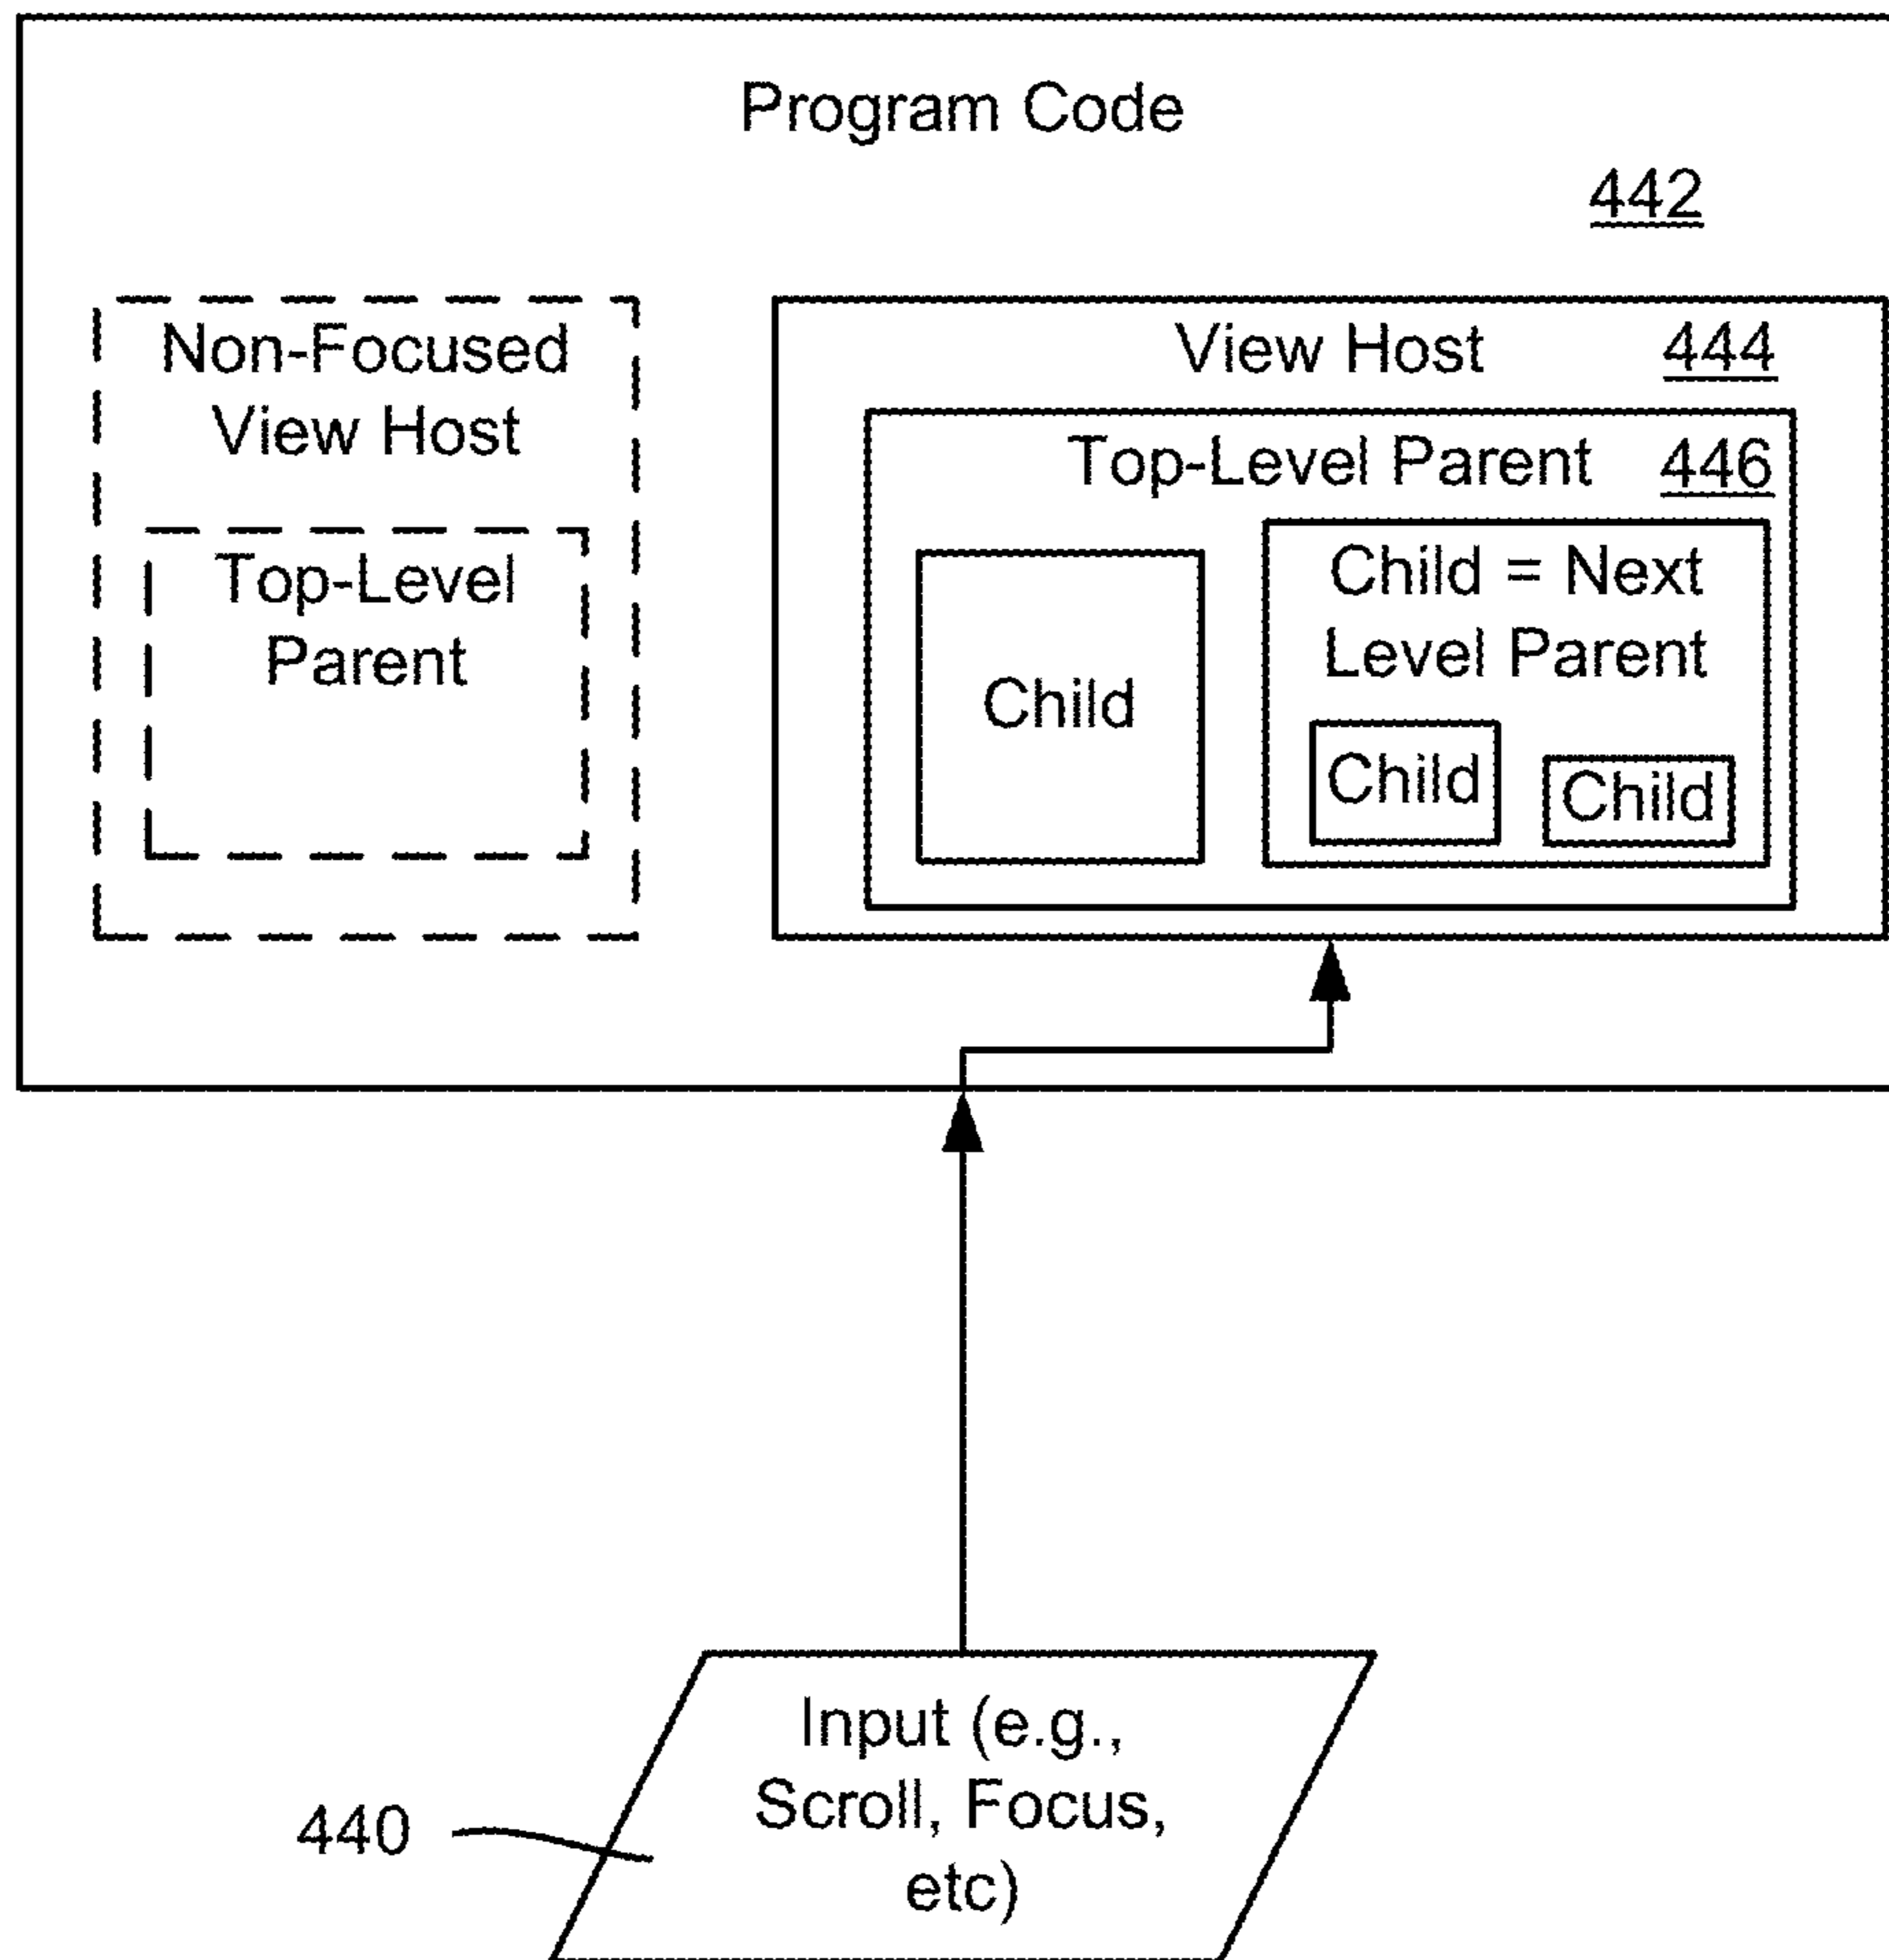 Program Code
442
Non-Focused
View Host
Top-Level
Parent
View Host 444
Top-Level Parent 446
Child
Child = Next
Level Parent
Child
Child
440
Input (e.g.,
Scroll, Focus,
etc)